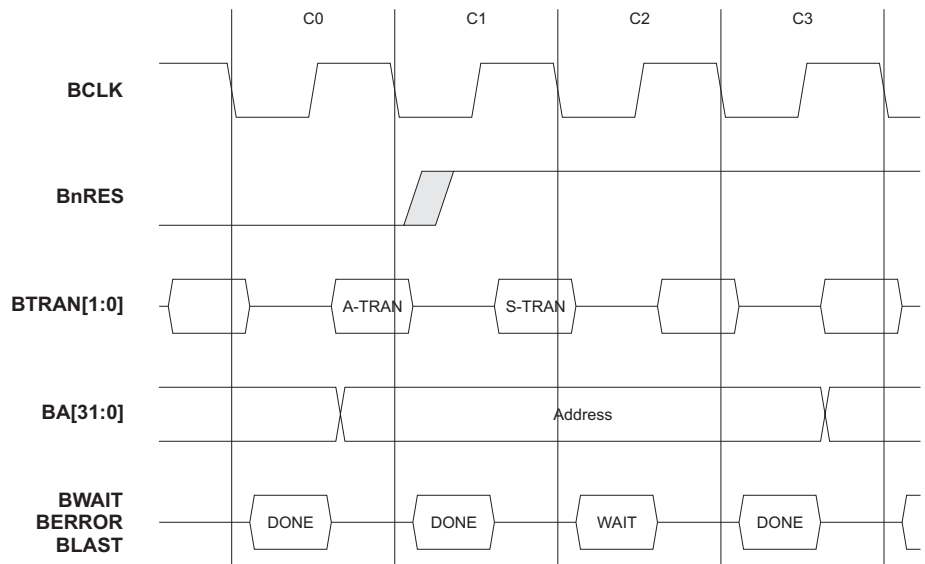 C0 C1 C2 C3
BCLK
BnRES
BTRAN[1:0] A-TRAN S-TRAN
BA[31:0] Address
BWAIT
BERROR DONE DONE WAIT DONE
BLAST